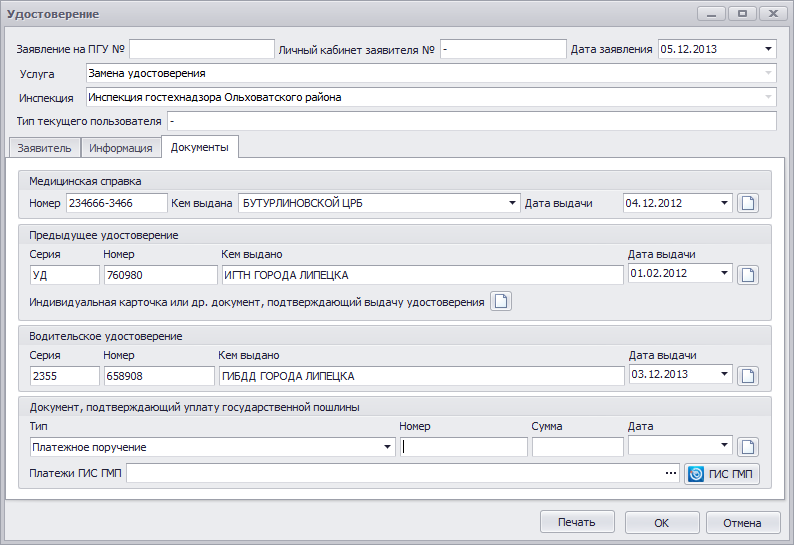 Удостоверение
Заявление на ПГУ № Личный кабинет заявителя № - Дата заявления 05.12.2013
Услуга Замена удостоверения
Инспекция Инспекция гостехнадзора Ольховатского района
Тип текущего пользователя -
Заявитель Информация Документы
Медицинская справка
Номер 234666-3466 Кем выдана БУТУРЛИНОВСКОЙ ЦРБ Дата выдачи 04.12.2012
Предыдущее удостоверение
Серия Номер Кем выдано Дата выдачи
УД 760980 ИГТН ГОРОДА ЛИПЕЦКА 01.02.2012
Индивидуальная карточка или др. документ, подтверждающий выдачу удостоверения
Водительское удостоверение
Серия Номер Кем выдано Дата выдачи
2355 658908 ГИБДД ГОРОДА ЛИПЕЦКА 03.12.2013
Документ, подтверждающий уплату государственной пошлины
Тип Номер Сумма Дата
Платежное поручение
Платежи ГИС ГМП ... ГИС ГМП
Печать OK Отмена